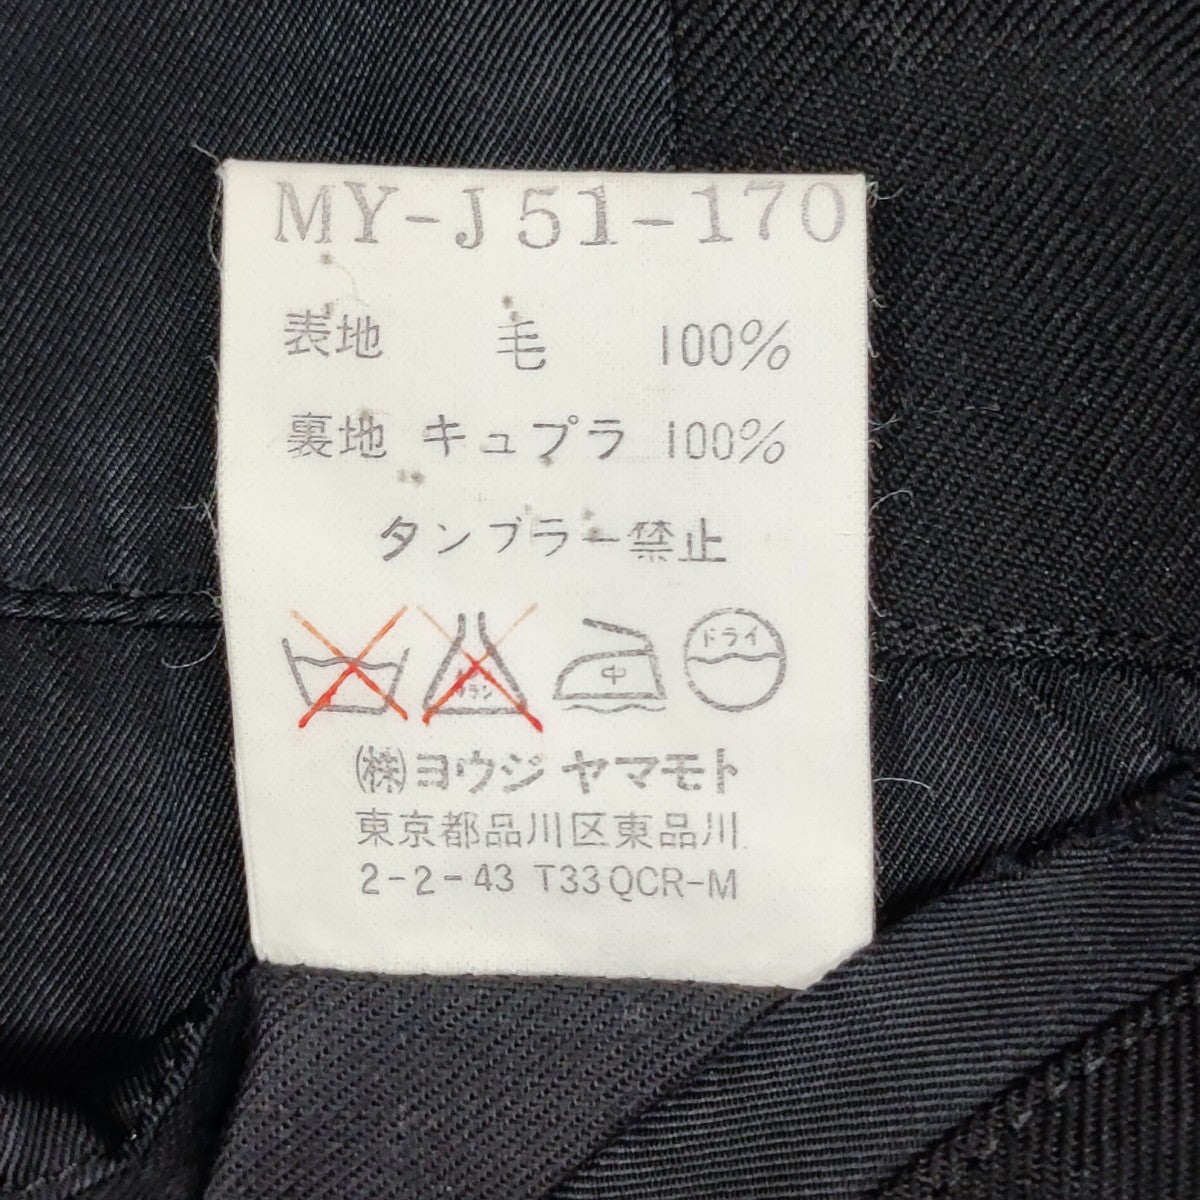 MY-J51-170
表地 毛 100%
裏地 キュプラ 100%
タンブラー禁止
中 ドライ
㈱ヨウジヤマモト
東京都品川区東品川
2-2-43 T33QCR-M